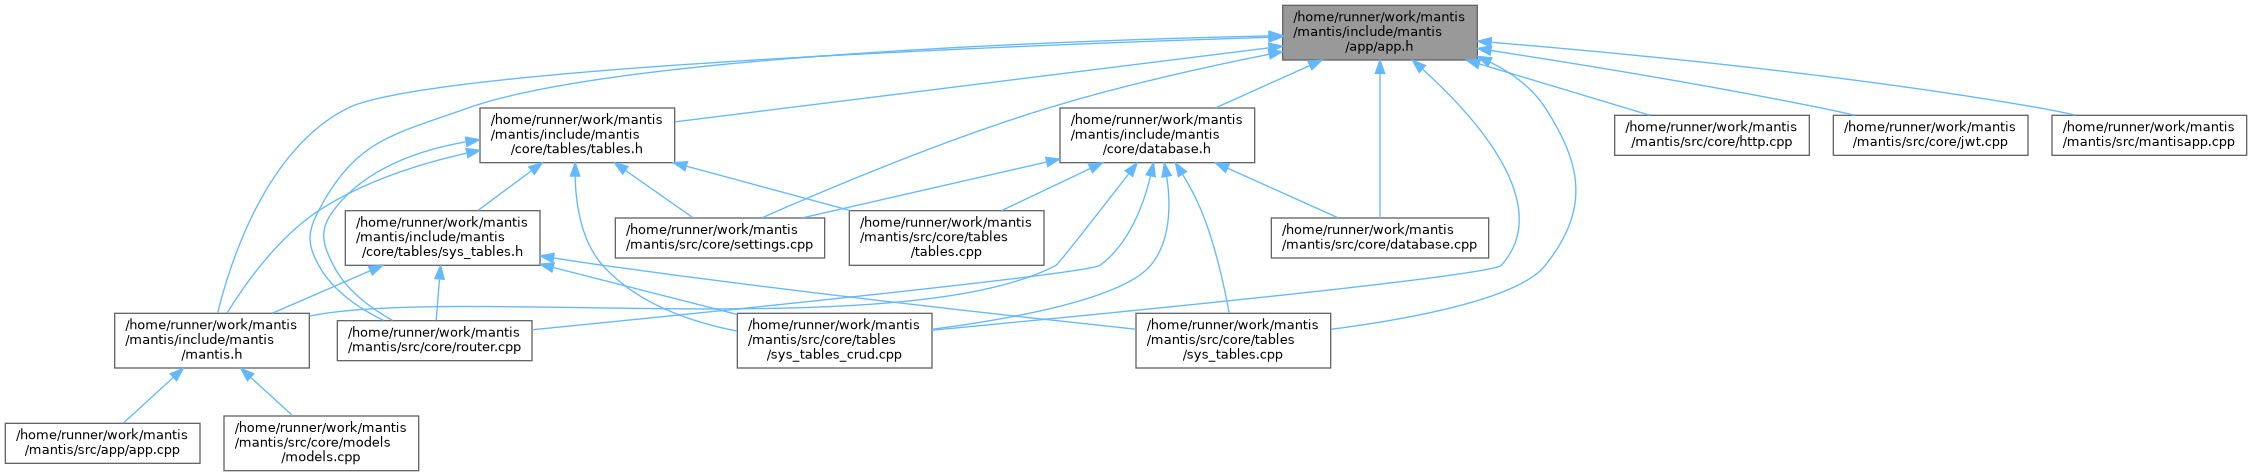 /home/runner/work/mantis
/mantis/include/mantis
/app/app.h
/home/runner/work/mantis
/mantis/include/mantis
/core/tables/tables.h
/home/runner/work/mantis
/mantis/include/mantis
/core/database.h
/home/runner/work/mantis
/mantis/src/core/http.cpp
/home/runner/work/mantis
/mantis/src/core/jwt.cpp
/home/runner/work/mantis
/mantis/src/mantisapp.cpp
/home/runner/work/mantis
/mantis/include/mantis
/core/tables/sys_tables.h
/home/runner/work/mantis
/mantis/src/core/settings.cpp
/home/runner/work/mantis
/mantis/src/core/tables
/tables.cpp
/home/runner/work/mantis
/mantis/src/core/database.cpp
/home/runner/work/mantis
/mantis/include/mantis
/mantis.h
/home/runner/work/mantis
/mantis/src/core/router.cpp
/home/runner/work/mantis
/mantis/src/core/tables
/sys_tables_crud.cpp
/home/runner/work/mantis
/mantis/src/core/tables
/sys_tables.cpp
/home/runner/work/mantis
/mantis/src/app/app.cpp
/home/runner/work/mantis
/mantis/src/core/models
/models.cpp